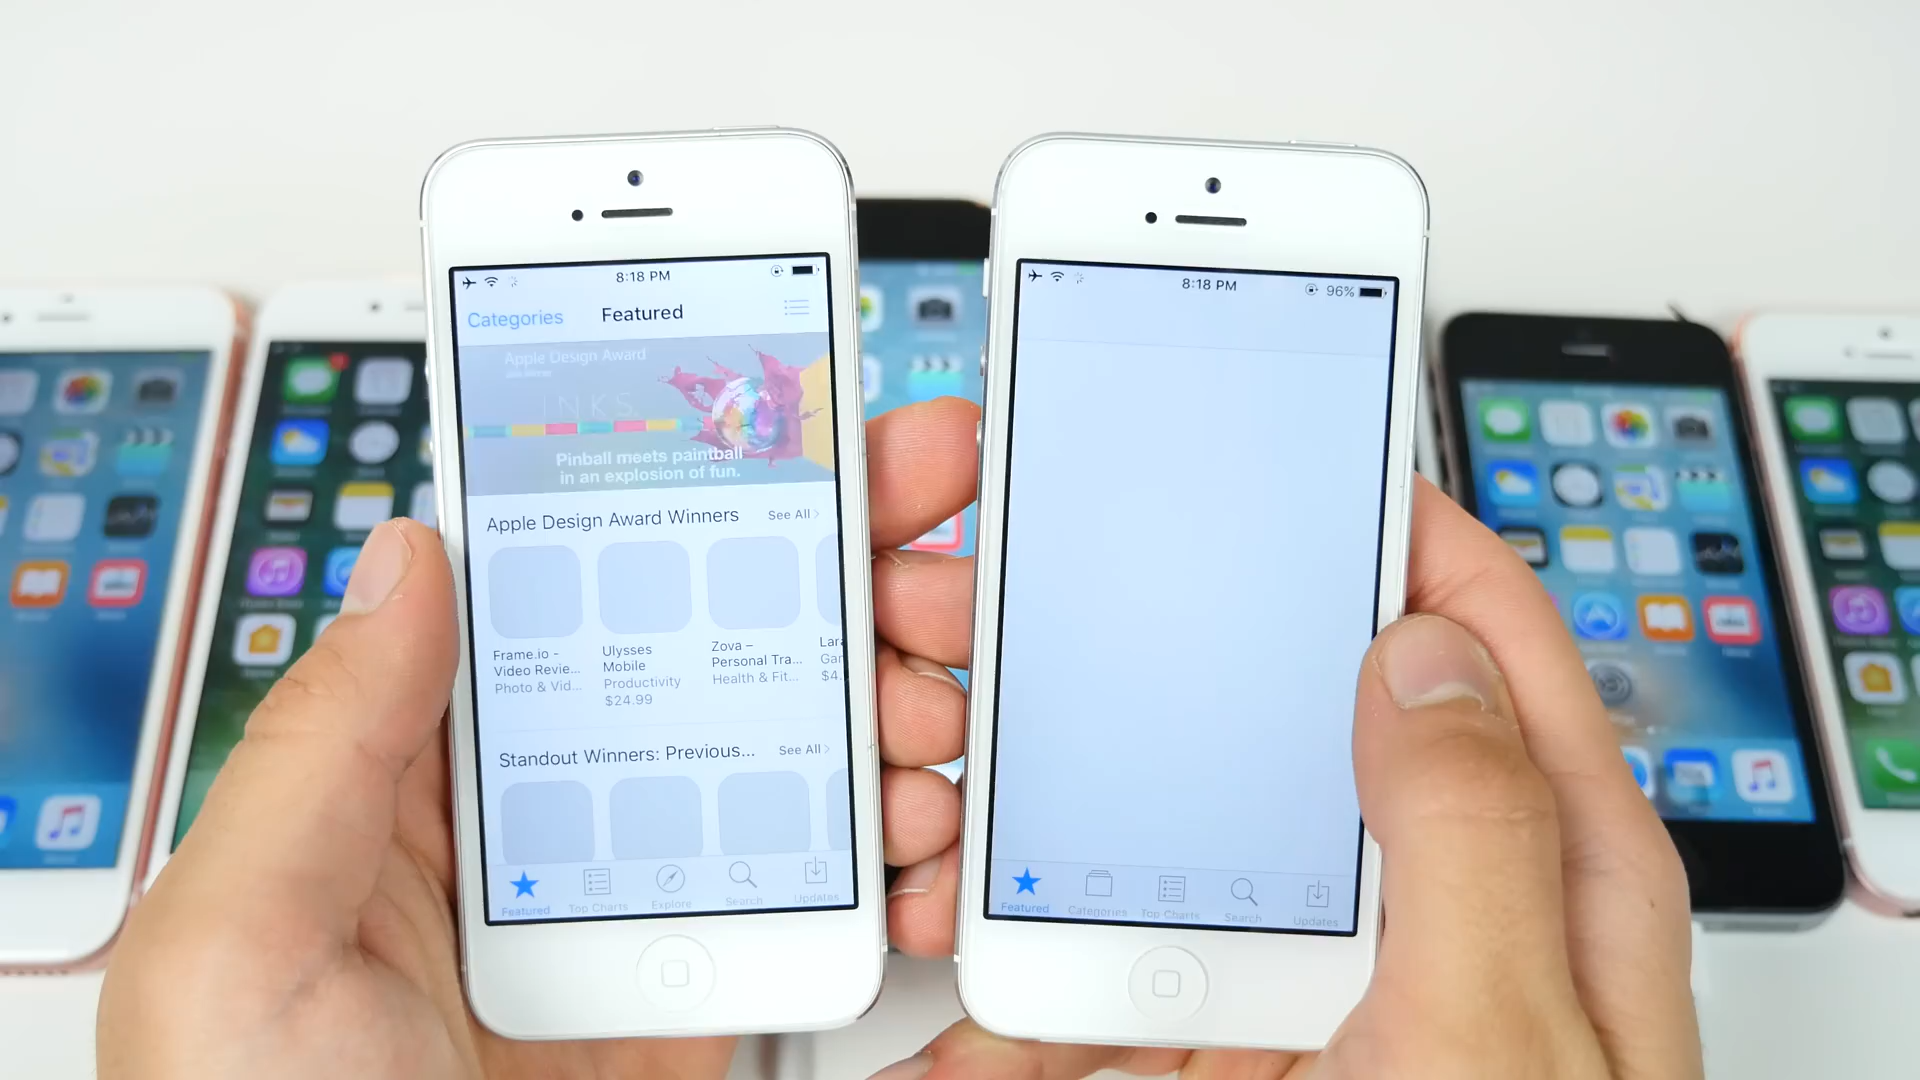 8:18 PM
Categories
Featured
Apple Design Award
INKS.
Pinball meets paintball
in an explosion of fun.
Apple Design Award Winners
See All
Frame.io -
Video Revie...
Photo & Vid...
Ulysses
Mobile
Productivity
$24.99
Zova –
Personal Tra...
Health & Fit...
Lara
Gar
$4.
Standout Winners: Previous...
See All
Featured
Top Charts
Explore
Search
Updates
8:18 PM
96%
Featured
Categories
Top Charts
Search
Updates